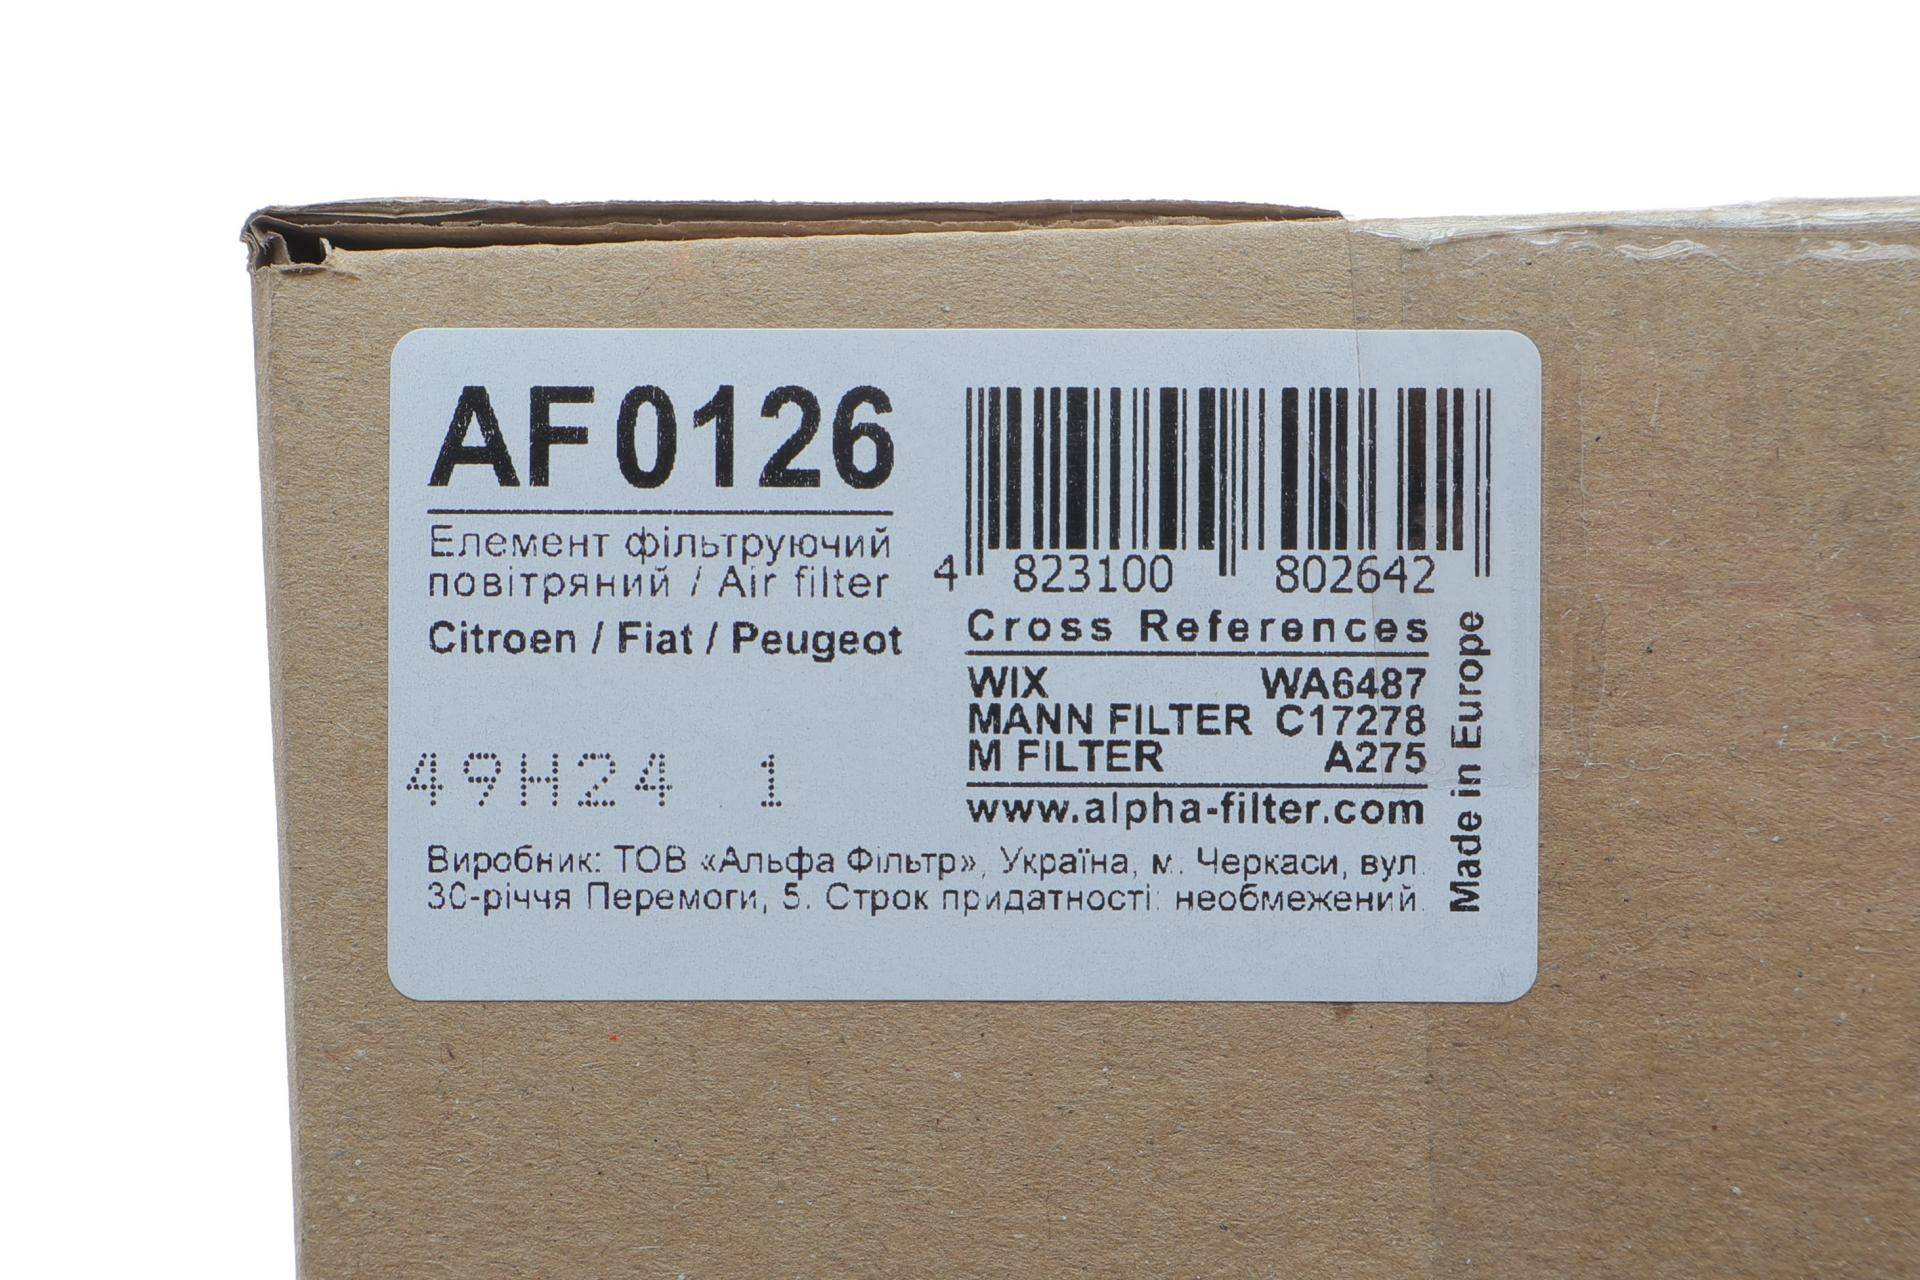 AF0126
Елемент фільтруючий
повітряний / Air filter
Citroen / Fiat / Peugeot
49H24 1
4 823100 802642
Cross References
WIX WA6487
MANN FILTER C17278
M FILTER A275
www.alpha-filter.com
Made in Europe
Виробник: ТОВ «Альфа Фільтр», Україна, м. Черкаси, вул.
30-річчя Перемоги, 5. Строк придатності: необмежений.